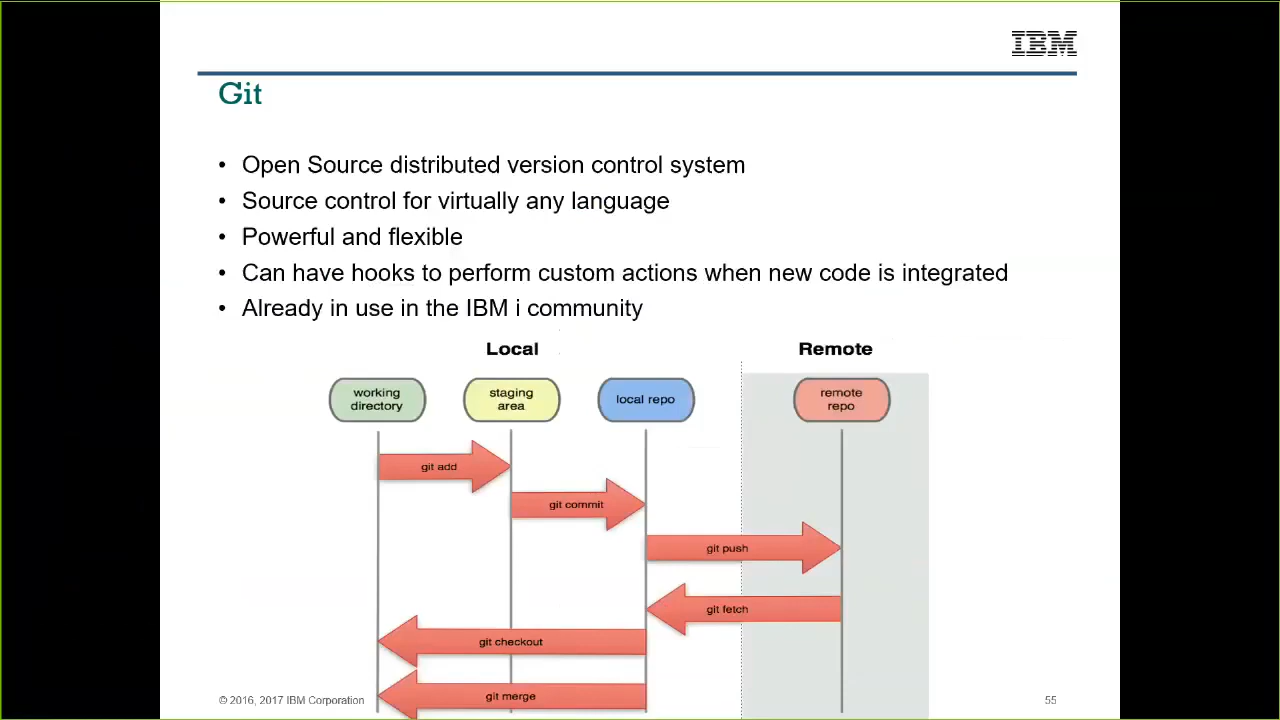 IBM
Git
• Open Source distributed version control system
• Source control for virtually any language
• Powerful and flexible
• Can have hooks to perform custom actions when new code is integrated
• Already in use in the IBM i community
Local
Remote
working
directory
staging
area
local repo
remote
repo
git add
git commit
git push
git fetch
git checkout
git merge
© 2016, 2017 IBM Corporation
55